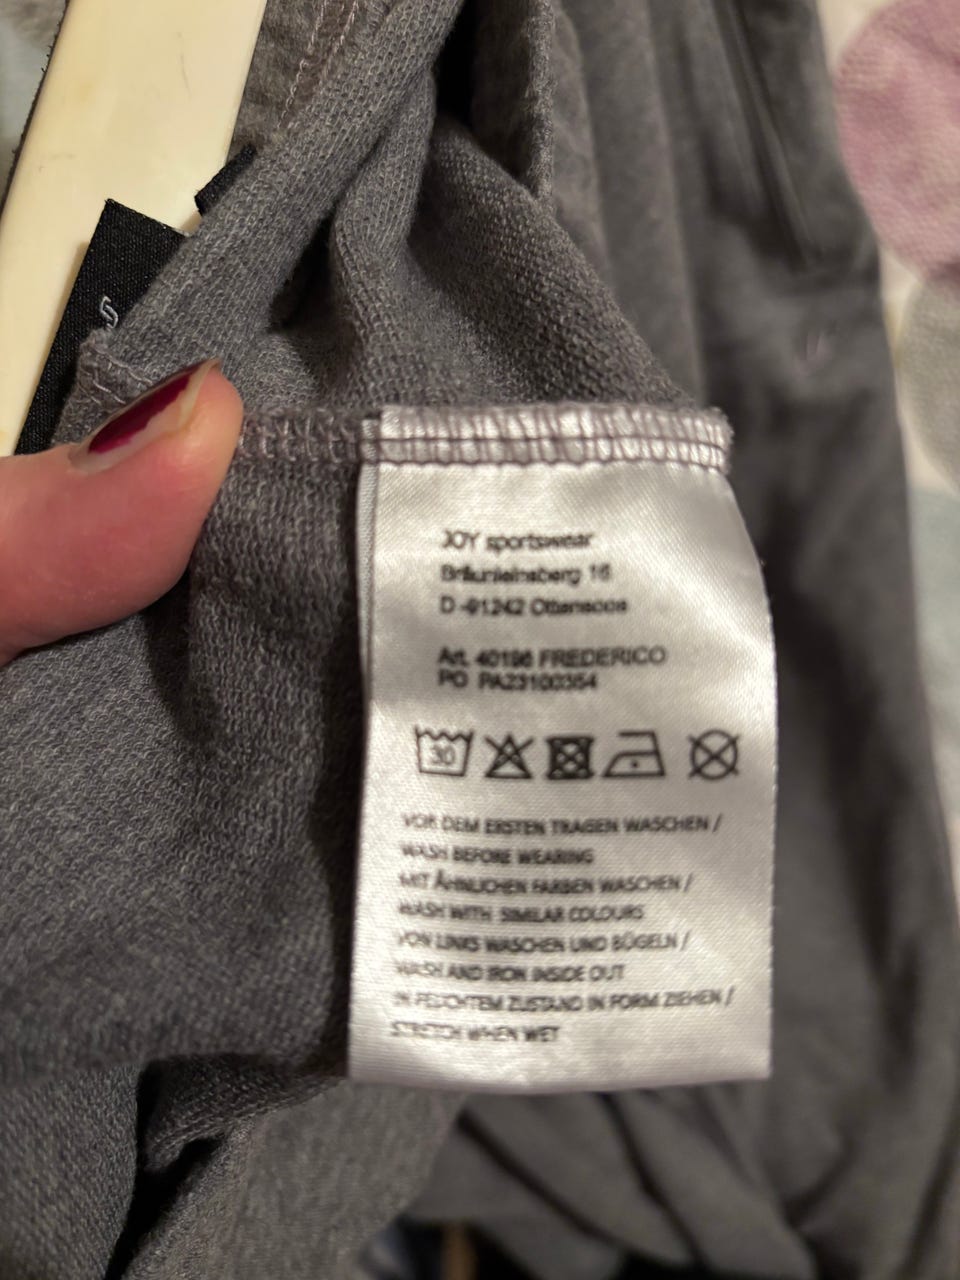 JOY sportswear
Bräunleinsberg 16
D -91242 Ottensoos
Art. 40196 FREDERICO
PO PA23100354
30
VOR DEM ERSTEN TRAGEN WASCHEN /
WASH BEFORE WEARING
MIT ÄHNLICHEN FARBEN WASCHEN /
WASH WITH SIMILAR COLOURS
VON LINKS WASCHEN UND BÜGELN /
WASH AND IRON INSIDE OUT
IN FEUCHTEM ZUSTAND IN FORM ZIEHEN /
STRETCH WHEN WET